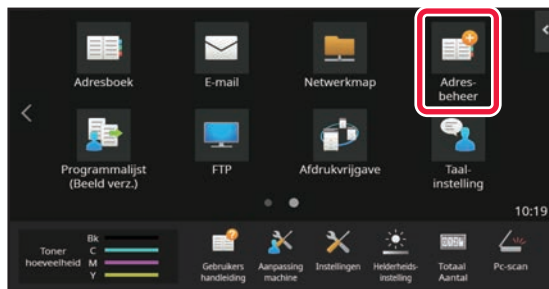 Adresboek
E-mail
Netwerkmap
Adres-
beheer
Programmalijst
(Beeld verz.)
FTP
Afdrukvrijgave
Taal-
instelling
10:19
Toner
hoeveelheid
Bk
C
M
Y
Gebruikers
handleiding
Aanpassing
machine
Instellingen
Helderheids-
instelling
Totaal
Aantal
Pc-scan